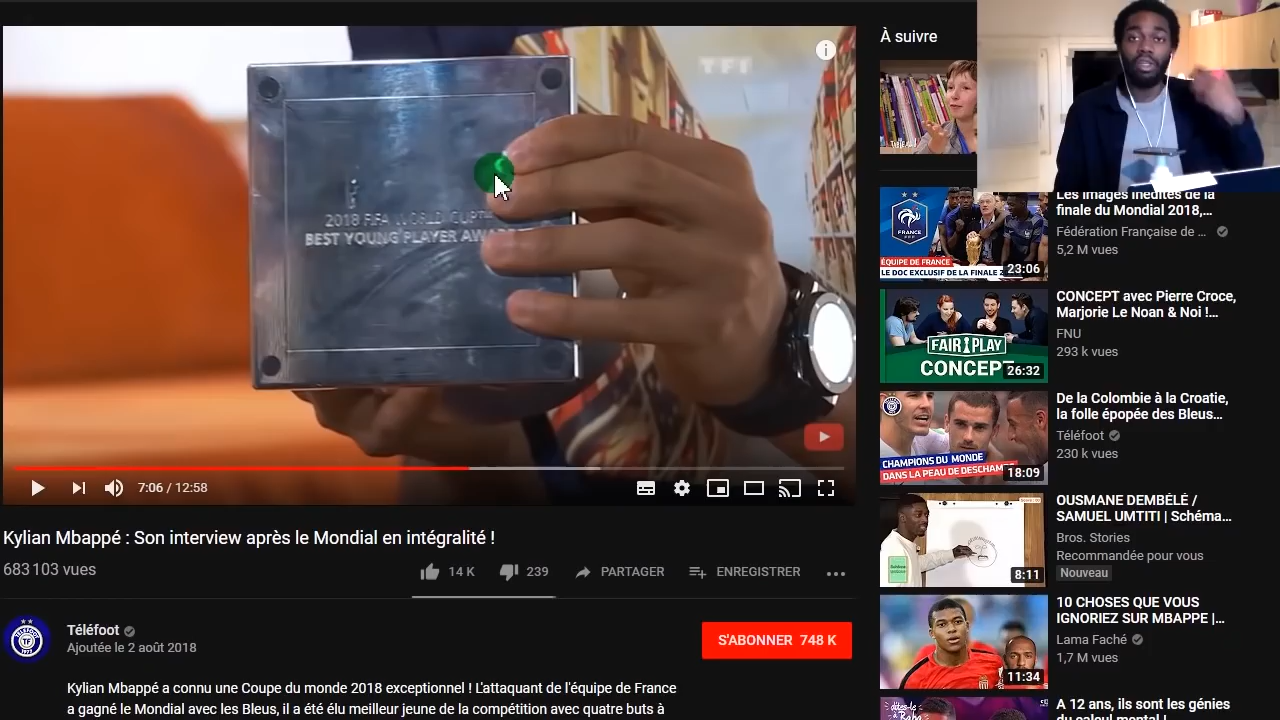 À suivre
TF1
2018 FIFA WORLD CUP
BEST YOUNG PLAYER AWARD
7:06 / 12:58
Kylian Mbappé : Son interview après le Mondial en intégralité !
683 103 vues
14 K
239
PARTAGER
ENREGISTRER
Téléfoot
Ajoutée le 2 août 2018
S'ABONNER 748 K
Kylian Mbappé a connu une Coupe du monde 2018 exceptionnel ! L'attaquant de l'équipe de France
a gagné le Mondial avec les Bleus, il a été élu meilleur jeune de la compétition avec quatre buts à
FRANCE
FFF
ÉQUIPE DE FRANCE
LE DOC EXCLUSIF DE LA FINALE
23:06
Les images inédites de la
finale du Mondial 2018,...
Fédération Française de ...
5,2 M vues
FAIR PLAY
CONCEPT
26:32
CONCEPT avec Pierre Croce,
Marjorie Le Noan & Noi !...
FNU
293 k vues
CHAMPIONS DU MONDE
DANS LA PEAU DE DESCHAM
18:09
De la Colombie à la Croatie,
la folle épopée des Bleus...
Téléfoot
230 k vues
8:11
OUSMANE DEMBÉLÉ /
SAMUEL UMTITI | Schéma...
Bros. Stories
Recommandée pour vous
Nouveau
11:34
10 CHOSES QUE VOUS
IGNORIEZ SUR MBAPPE |...
Lama Faché
1,7 M vues
A 12 ans, ils sont les génies
du calcul mental !